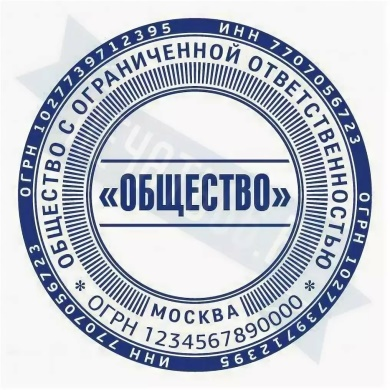 ОГРН 1027739712395 ИНН 7707056723 ОГРН 1027739712395 ИНН 7707056723
ОБЩЕСТВО С ОГРАНИЧЕННОЙ ОТВЕТСТВЕННОСТЬЮ
* ОГРН 1234567890000 *
«ОБЩЕСТВО»
МОСКВА